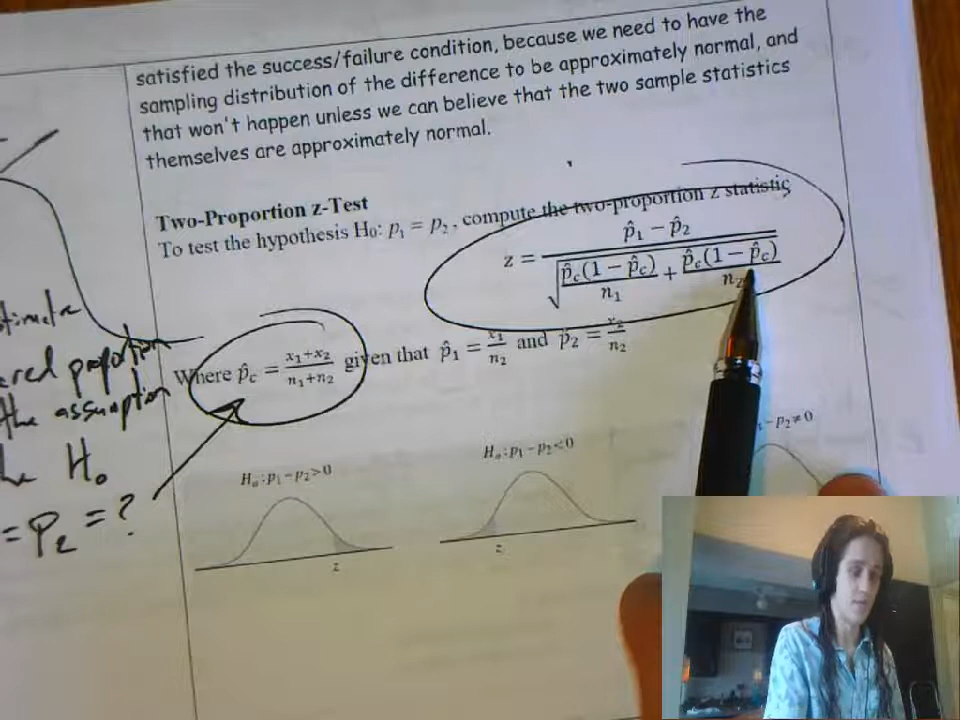 satisfied the success/failure condition, because we need to have the
sampling distribution of the difference to be approximately normal, and
that won't happen unless we can believe that the two sample statistics
themselves are approximately normal.
Two-Proportion z-Test
To test the hypothesis H₀: p₁ = p₂, compute the two-proportion z statistic
z = (p̂₁ − p̂₂) / √( p̂c(1 − p̂c)/n₁ + p̂c(1 − p̂c)/n₂ )
Where p̂c = (x₁+x₂)/(n₁+n₂) given that p̂₁ = x₁/n₂ and p̂₂ = x₂/n₂
proportion
the assumption
H₀
= P₂ = ?
Hₐ: p₁ − p₂ > 0
Hₐ: p₁ − p₂ < 0
− p₂ ≠ 0
z
z